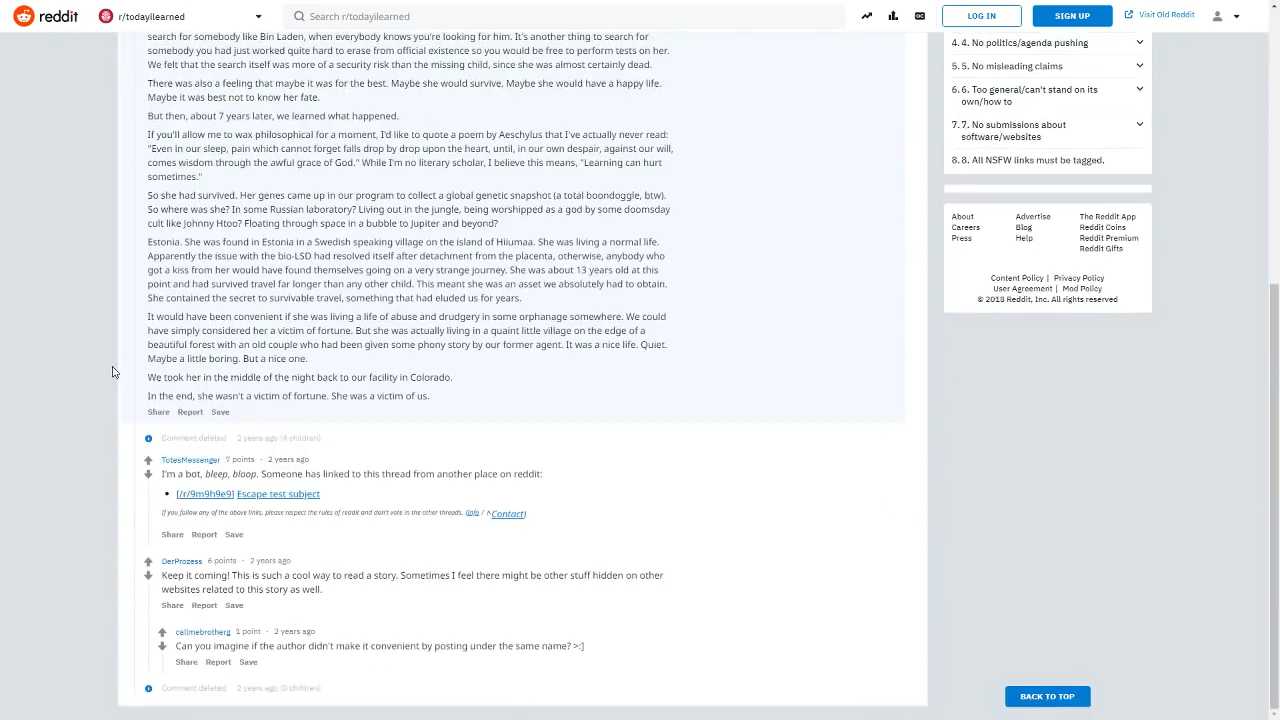 reddit r/todayilearned Search r/todayilearned LOG IN SIGN UP Visit Old Reddit
search for somebody like Bin Laden, when everybody knows you're looking for him. It's another thing to search for
somebody you had just worked quite hard to erase from official existence so you would be free to perform tests on her.
We felt that the search itself was more of a security risk than the missing child, since she was almost certainly dead.
There was also a feeling that maybe it was for the best. Maybe she would survive. Maybe she would have a happy life.
Maybe it was best not to know her fate.
But then, about 7 years later, we learned what happened.
If you'll allow me to wax philosophical for a moment, I'd like to quote a poem by Aeschylus that I've actually never read:
"Even in our sleep, pain which cannot forget falls drop by drop upon the heart, until, in our own despair, against our will,
comes wisdom through the awful grace of God." While I'm no literary scholar, I believe this means, "Learning can hurt
sometimes."
So she had survived. Her genes came up in our program to collect a global genetic snapshot (a total boondoggle, btw).
So where was she? In some Russian laboratory? Living out in the jungle, being worshipped as a god by some doomsday
cult like Johnny Htoo? Floating through space in a bubble to Jupiter and beyond?
Estonia. She was found in Estonia in a Swedish speaking village on the island of Hiiumaa. She was living a normal life.
Apparently the issue with the bio-LSD had resolved itself after detachment from the placenta, otherwise, anybody who
got a kiss from her would have found themselves going on a very strange journey. She was about 13 years old at this
point and had survived travel far longer than any other child. This meant she was an asset we absolutely had to obtain.
She contained the secret to survivable travel, something that had eluded us for years.
It would have been convenient if she was living a life of abuse and drudgery in some orphanage somewhere. We could
have simply considered her a victim of fortune. But she was actually living in a quaint little village on the edge of a
beautiful forest with an old couple who had been given some phony story by our former agent. It was a nice life. Quiet.
Maybe a little boring. But a nice one.
We took her in the middle of the night back to our facility in Colorado.
In the end, she wasn't a victim of fortune. She was a victim of us.
Share Report Save
Comment deleted 2 years ago (4 children)
TotesMessenger 7 points · 2 years ago
I'm a bot, bleep, bloop. Someone has linked to this thread from another place on reddit:
• [/r/9m9h9e9] Escape test subject
If you follow any of the above links, please respect the rules of reddit and don't vote in the other threads. (Info / ^Contact)
Share Report Save
DerProzess 6 points · 2 years ago
Keep it coming! This is such a cool way to read a story. Sometimes I feel there might be other stuff hidden on other
websites related to this story as well.
Share Report Save
callmebrotherg 1 point · 2 years ago
Can you imagine if the author didn't make it convenient by posting under the same name? >:]
Share Report Save
Comment deleted 2 years ago (0 children)
4.4. No politics/agenda pushing
5.5. No misleading claims
6.6. Too general/can't stand on its
own/how to
7.7. No submissions about
software/websites
8.8. All NSFW links must be tagged.
About Advertise The Reddit App
Careers Blog Reddit Coins
Press Help Reddit Premium
Reddit Gifts
Content Policy | Privacy Policy
User Agreement | Mod Policy
© 2018 Reddit, Inc. All rights reserved
BACK TO TOP